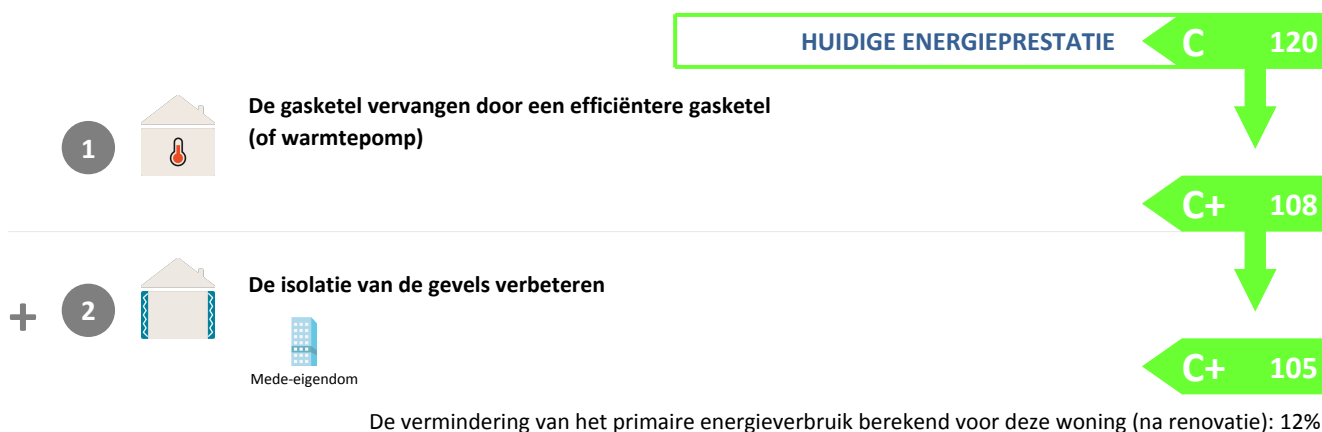 HUIDIGE ENERGIEPRESTATIE C 120
De gasketel vervangen door een efficiëntere gasketel
(of warmtepomp)
1
C+ 108
De isolatie van de gevels verbeteren
+ 2
Mede-eigendom
C+ 105
De vermindering van het primaire energieverbruik berekend voor deze woning (na renovatie): 12%